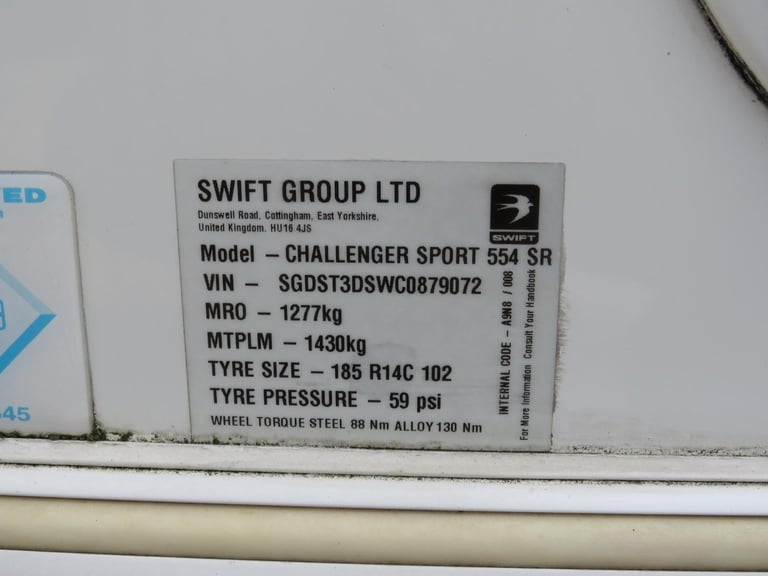 SWIFT GROUP LTD
Dunswell Road, Cottingham, East Yorkshire,
United Kingdom. HU16 4JS
SWIFT
Model – CHALLENGER SPORT 554 SR
VIN – SGDST3DSWC0879072
MRO – 1277kg
MTPLM – 1430kg
TYRE SIZE – 185 R14C 102
TYRE PRESSURE – 59 psi
WHEEL TORQUE STEEL 88 Nm ALLOY 130 Nm
INTERNAL CODE – A9N8 / 008
For More Information Consult Your Handbook